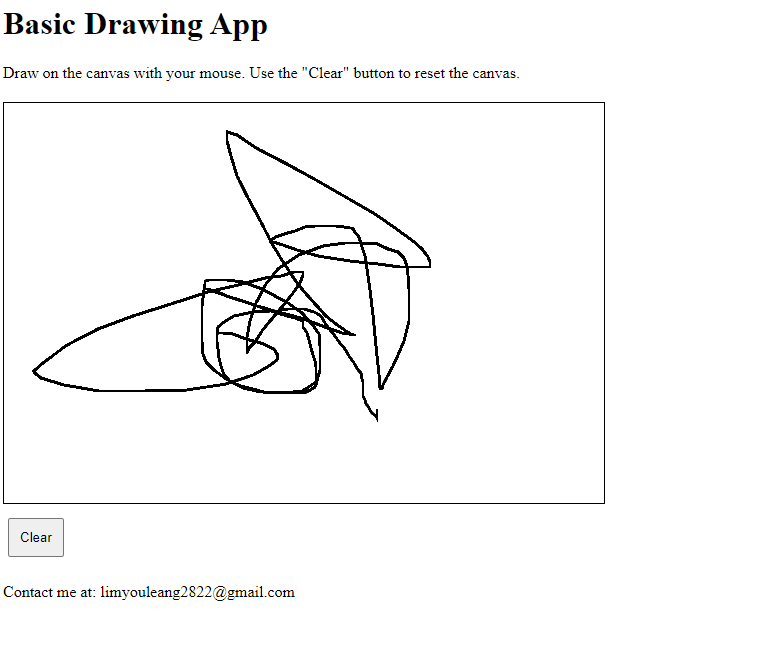 Basic Drawing App
Draw on the canvas with your mouse. Use the "Clear" button to reset the canvas.
Clear
Contact me at: limyouleang2822@gmail.com